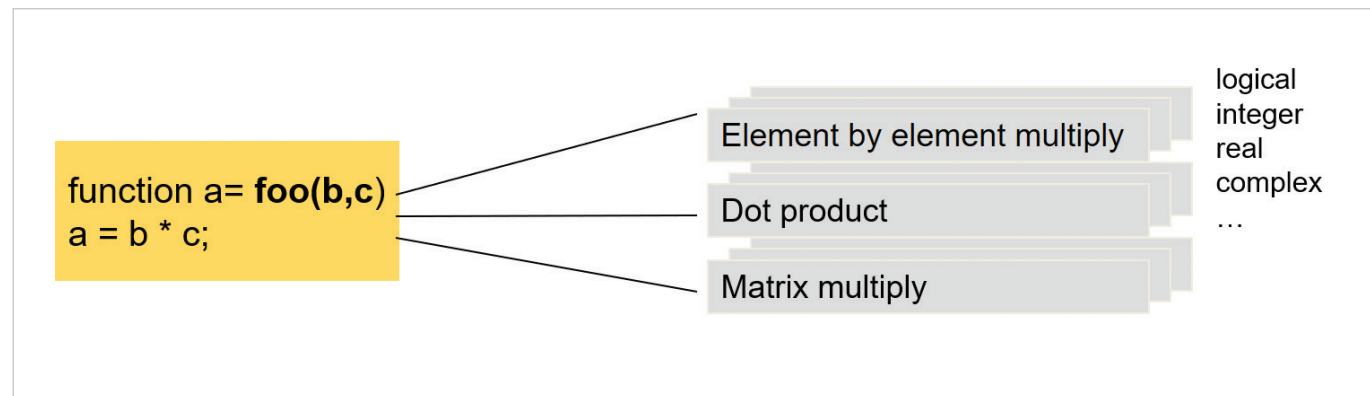 function a= foo(b,c)
a = b * c;
Element by element multiply
Dot product
Matrix multiply
logical
integer
real
complex
…